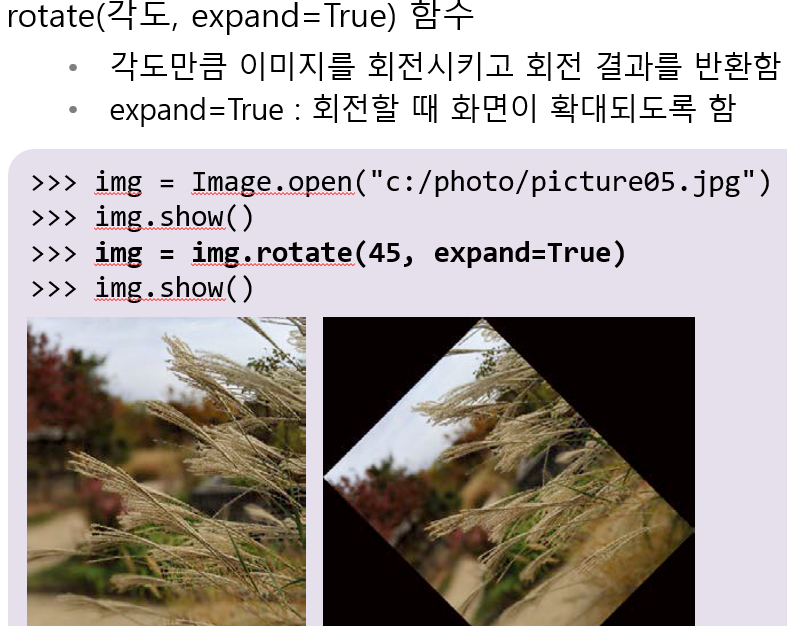 rotate(각도, expand=True) 함수
• 각도만큼 이미지를 회전시키고 회전 결과를 반환함
• expand=True : 회전할 때 화면이 확대되도록 함
>>> img = Image.open("c:/photo/picture05.jpg")
>>> img.show()
>>> img = img.rotate(45, expand=True)
>>> img.show()